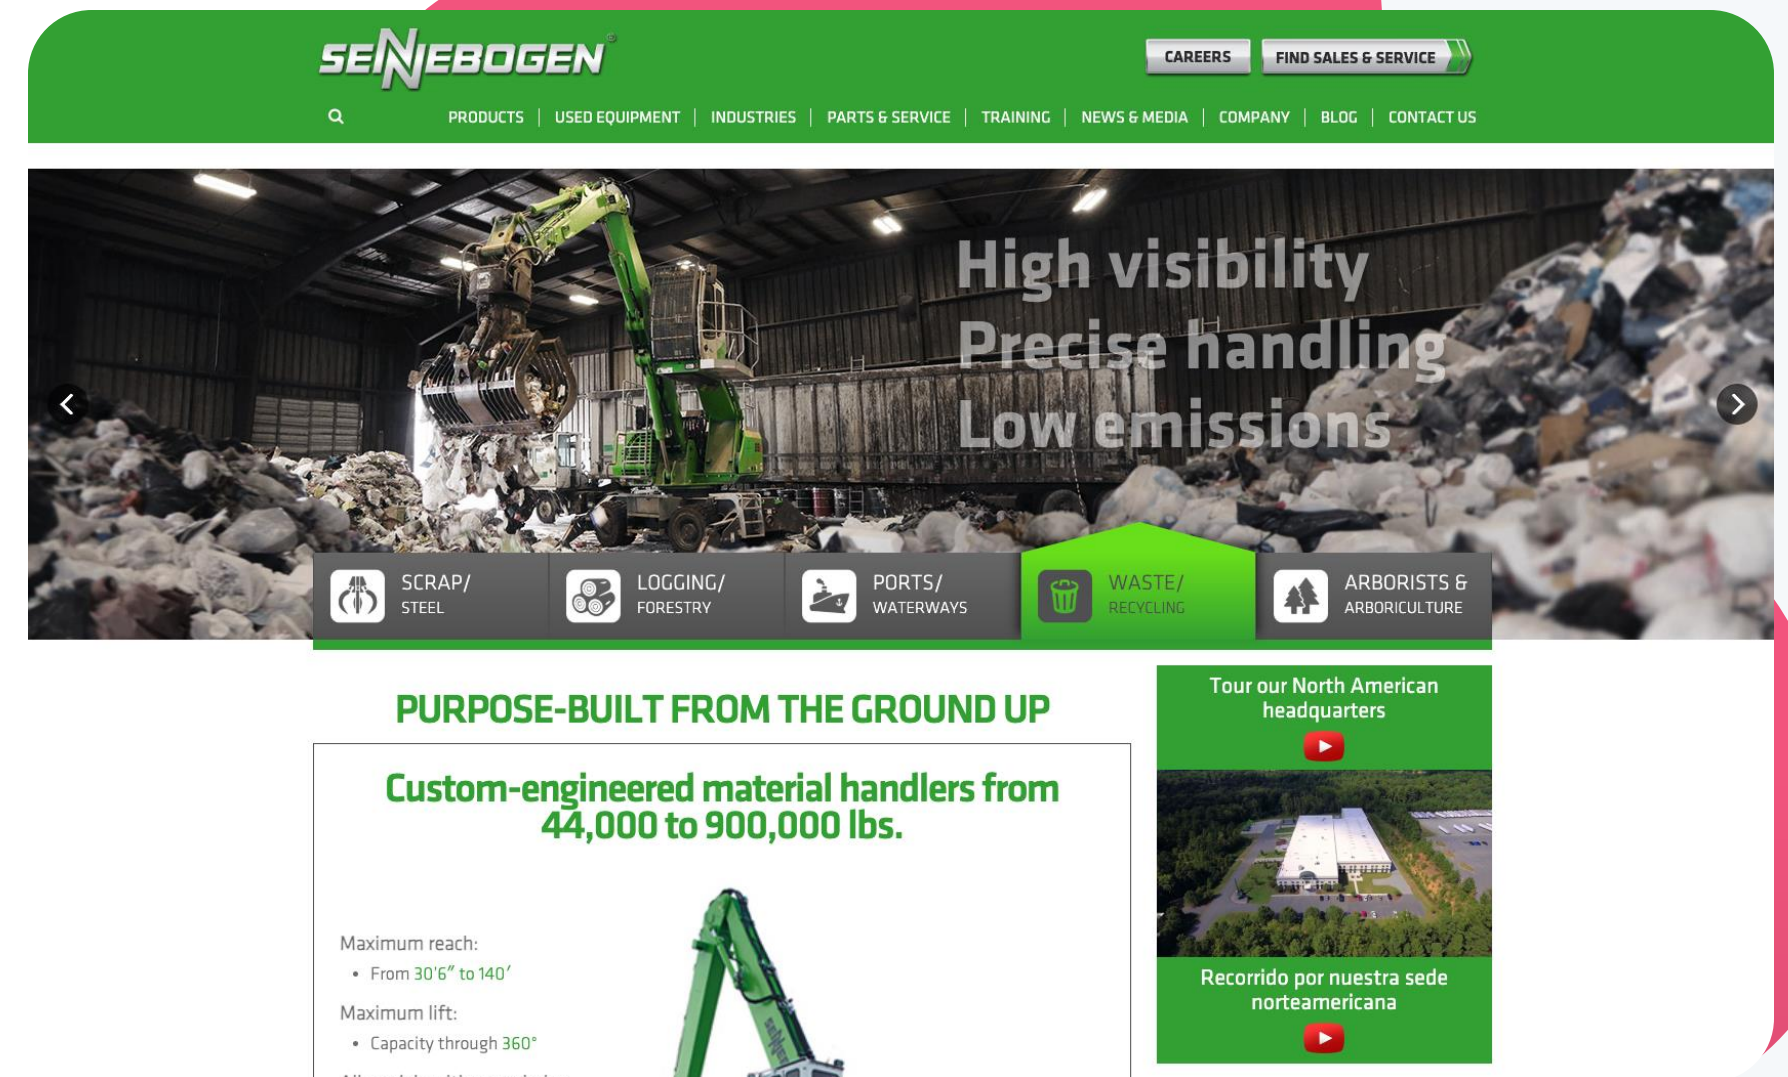 SENNEBOGEN
CAREERS
FIND SALES & SERVICE
PRODUCTS
USED EQUIPMENT
INDUSTRIES
PARTS & SERVICE
TRAINING
NEWS & MEDIA
COMPANY
BLOG
CONTACT US
High visibility
Precise handling
Low emissions
SCRAP/
STEEL
LOGGING/
FORESTRY
PORTS/
WATERWAYS
WASTE/
RECYCLING
ARBORISTS &
ARBORICULTURE
PURPOSE-BUILT FROM THE GROUND UP
Custom-engineered material handlers from
44,000 to 900,000 lbs.
Maximum reach:
• From 30'6″ to 140′
Maximum lift:
• Capacity through 360°
SENNEBOGEN
Tour our North American
headquarters
Recorrido por nuestra sede
norteamericana